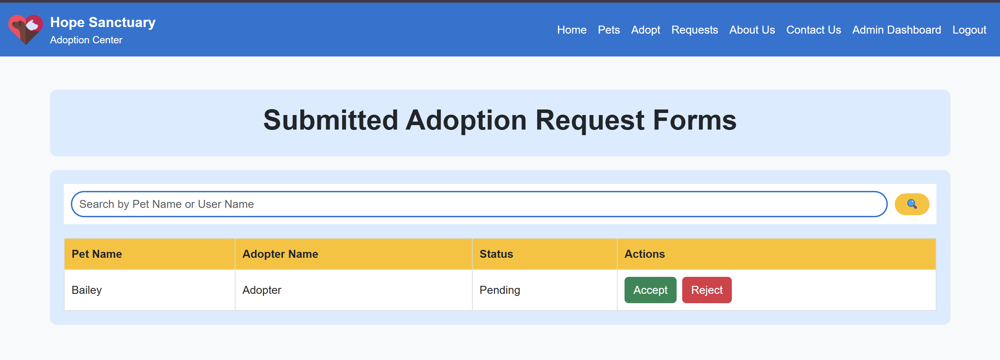 Hope Sanctuary
Adoption Center
Home Pets Adopt Requests About Us Contact Us Admin Dashboard Logout
Submitted Adoption Request Forms
Search by Pet Name or User Name
Pet Name Adopter Name Status Actions
Bailey Adopter Pending Accept Reject